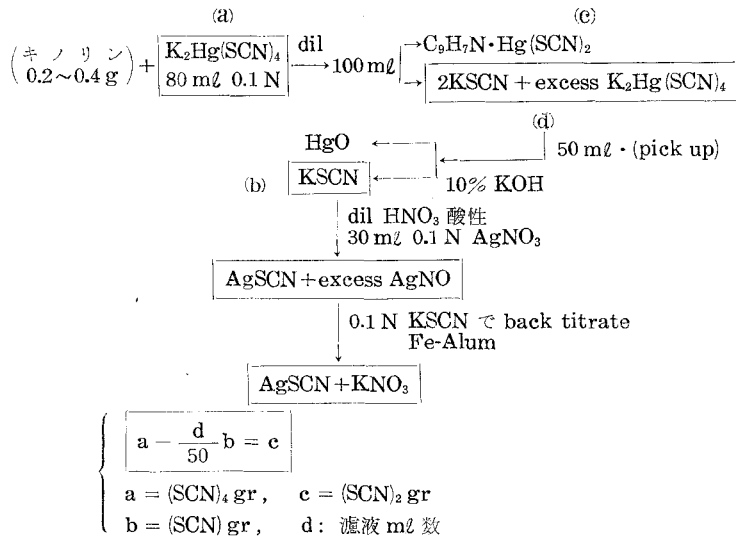 (a)
(c)
(キノリン 0.2~0.4 g) + K₂Hg(SCN)₄ 80 mℓ 0.1 N dil → 100 mℓ → C₉H₇N・Hg(SCN)₂
→ 2KSCN + excess K₂Hg(SCN)₄
(d)
HgO
50 mℓ・(pick up)
(b) KSCN
10% KOH
dil HNO₃ 酸性
30 mℓ 0.1 N AgNO₃
AgSCN + excess AgNO
0.1 N KSCN で back titrate
Fe-Alum
AgSCN + KNO₃
a − d/50 b = c
a = (SCN)₄ gr, c = (SCN)₂ gr
b = (SCN) gr, d: 濾液 mℓ 数